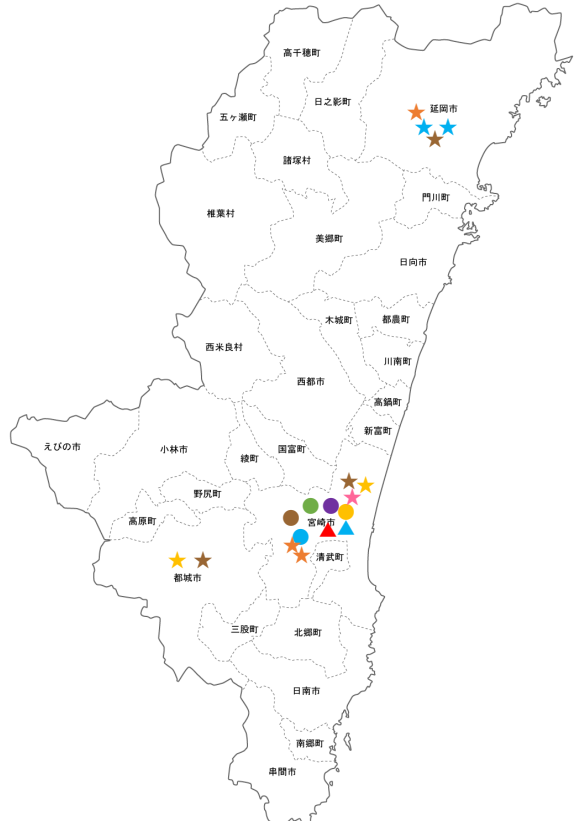 高千穂町
日之影町
延岡市
五ヶ瀬町
諸塚村
門川町
椎葉村
美郷町
日向市
木城町
都農町
西米良村
川南町
西都市
高鍋町
新富町
えびの市
小林市
国富町
綾町
野尻町
高原町
宮崎市
清武町
都城市
三股町
北郷町
日南市
南郷町
串間市